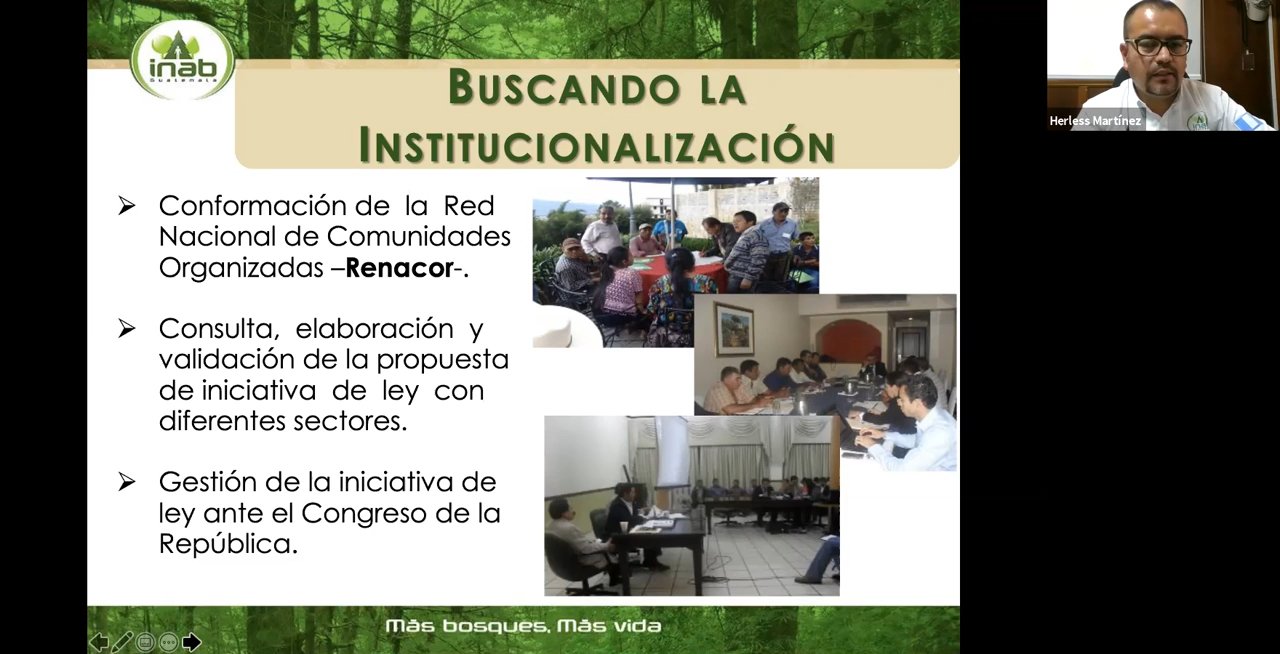 inab
Guatemala
BUSCANDO LA
INSTITUCIONALIZACIÓN
Herless Martínez
Conformación de la Red
Nacional de Comunidades
Organizadas –Renacor-.
Consulta, elaboración y
validación de la propuesta
de iniciativa de ley con
diferentes sectores.
Gestión de la iniciativa de
ley ante el Congreso de la
República.
Más bosques, Más vida